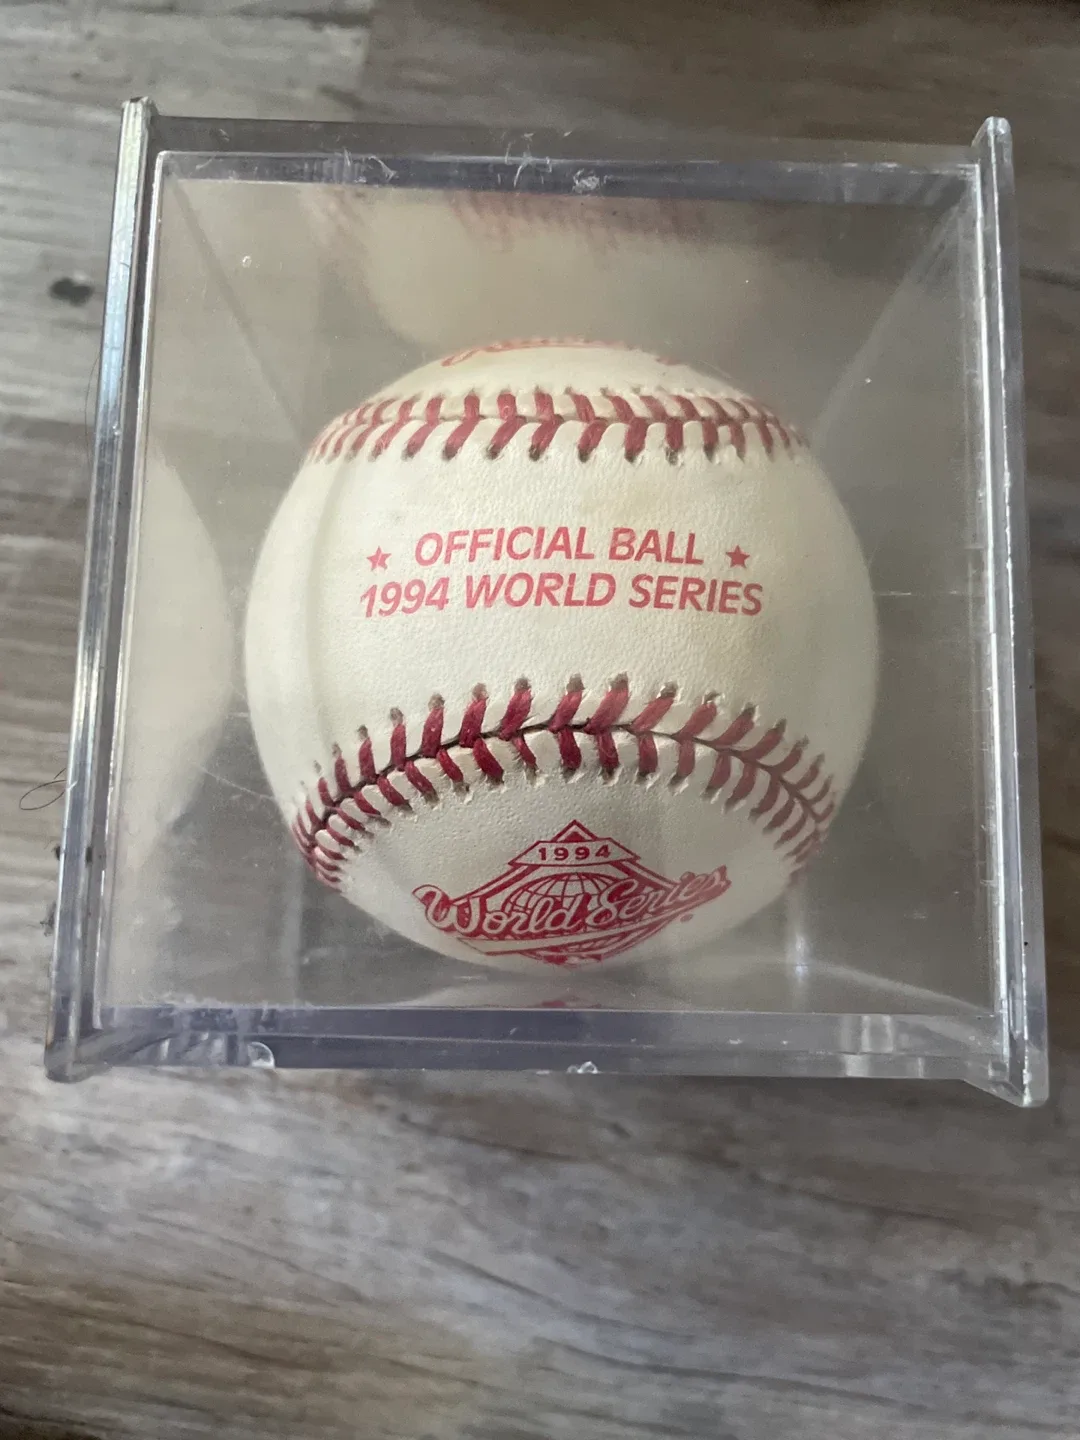 ★ OFFICIAL BALL ★
1994 WORLD SERIES
1994
World Series